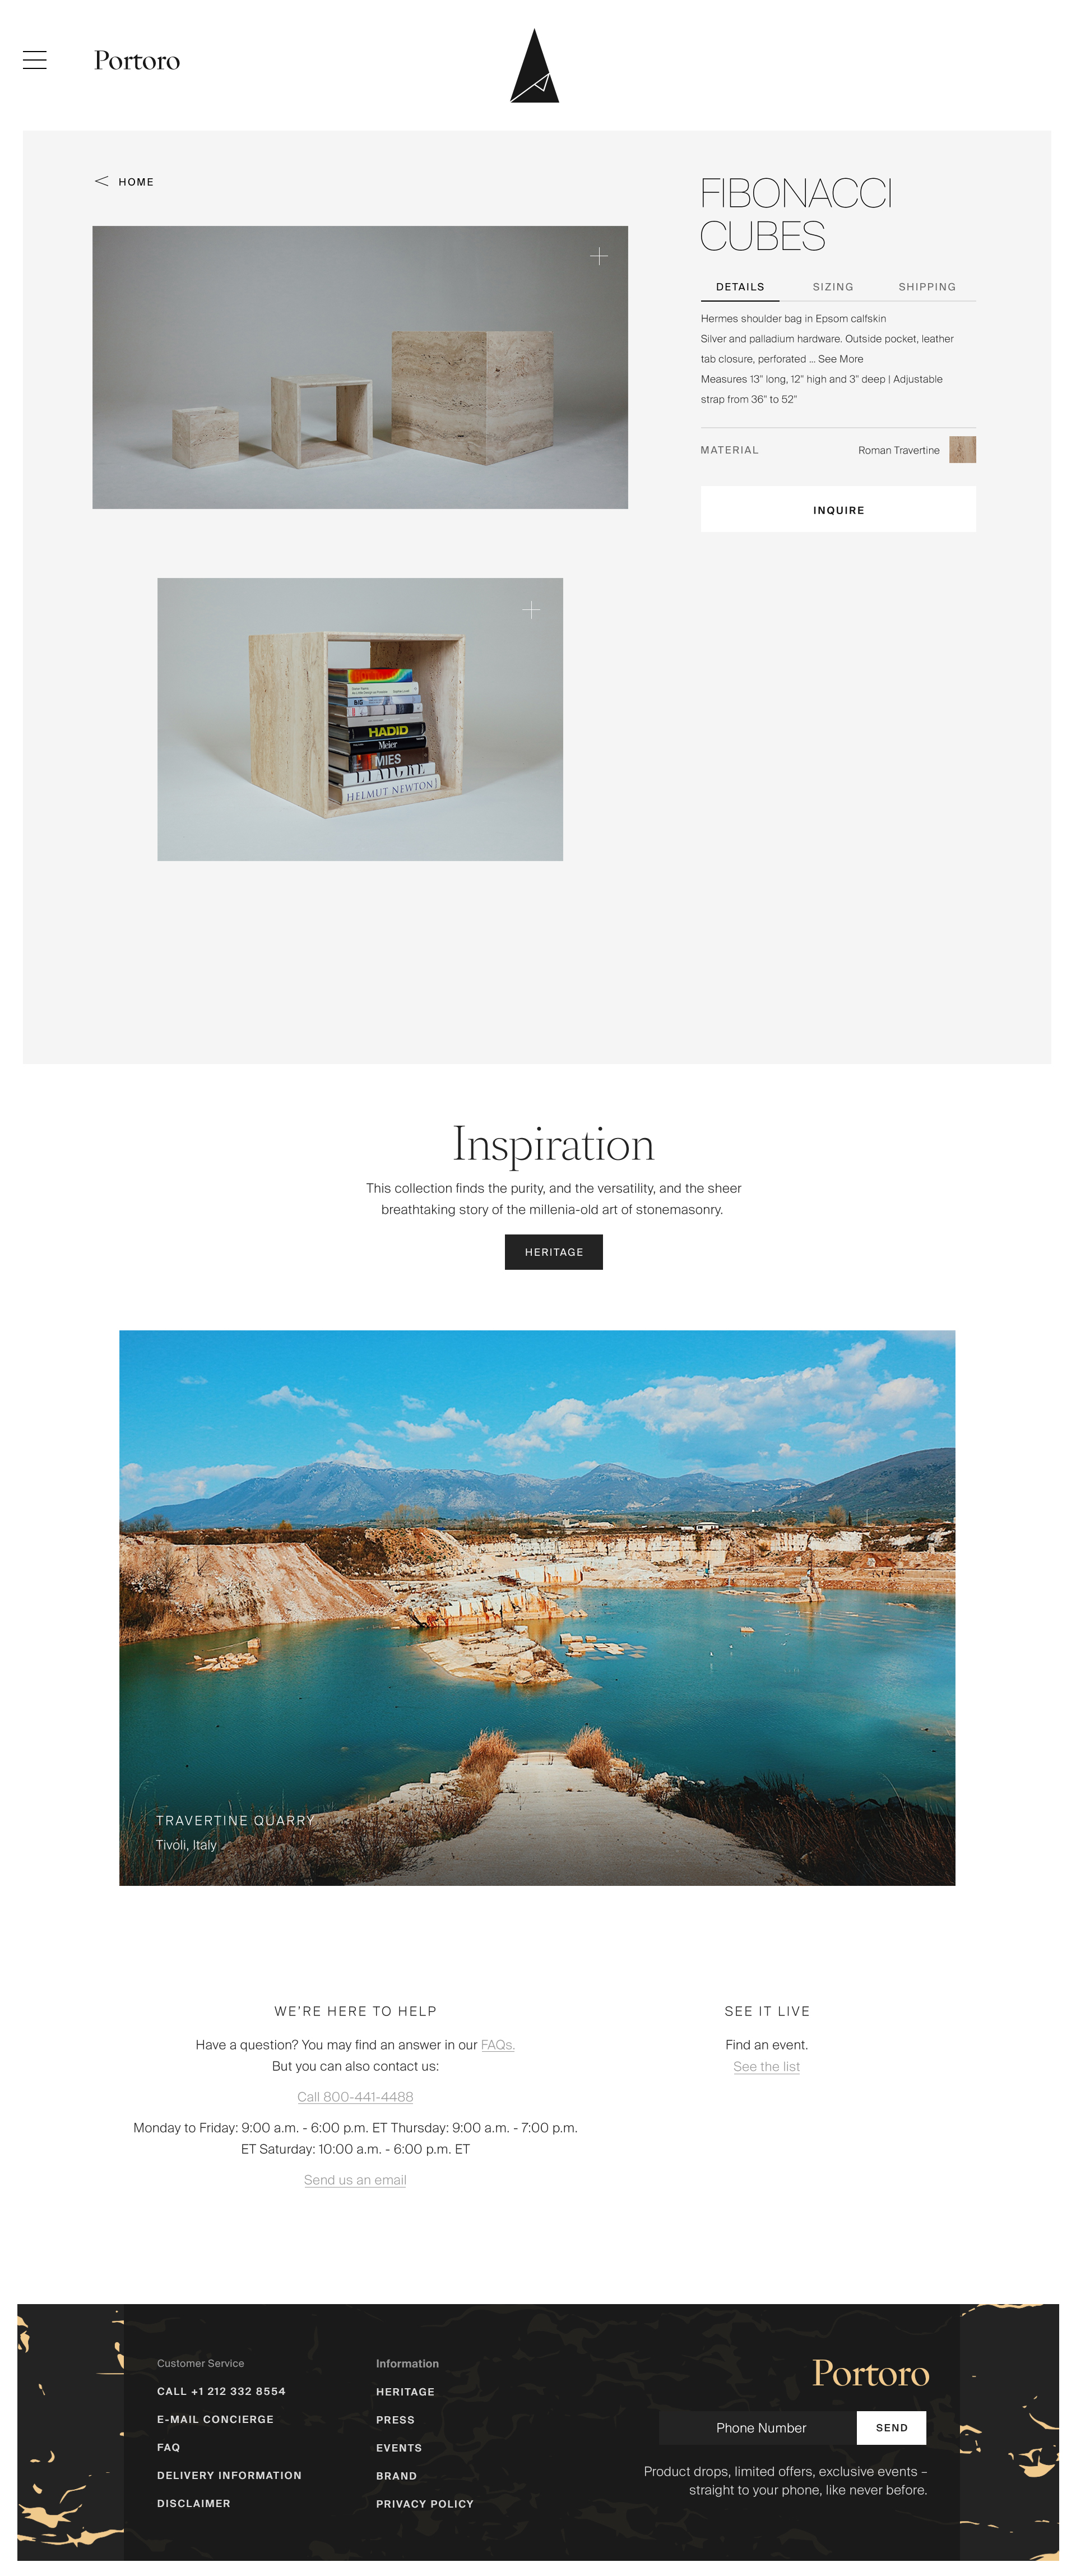 Portoro
HOME
FIBONACCI
CUBES
DETAILS SIZING SHIPPING
Hermes shoulder bag in Epsom calfskin
Silver and palladium hardware. Outside pocket, leather
tab closure, perforated ... See More
Measures 13" long, 12" high and 3" deep | Adjustable
strap from 36" to 52"
MATERIAL Roman Travertine
INQUIRE
BIG
HADID
Meier
MIES
HELMUT NEWTON
Inspiration
This collection finds the purity, and the versatility, and the sheer
breathtaking story of the millenia-old art of stonemasonry.
HERITAGE
TRAVERTINE QUARRY
Tivóli, Italy
WE'RE HERE TO HELP
Have a question? You may find an answer in our FAQs.
But you can also contact us:
Call 800-441-4488
Monday to Friday: 9:00 a.m. - 6:00 p.m. ET Thursday: 9:00 a.m. - 7:00 p.m.
ET Saturday: 10:00 a.m. - 6:00 p.m. ET
Send us an email
SEE IT LIVE
Find an event.
See the list
Customer Service
CALL +1 212 332 8554
E-MAIL CONCIERGE
FAQ
DELIVERY INFORMATION
DISCLAIMER
Information
HERITAGE
PRESS
EVENTS
BRAND
PRIVACY POLICY
Portoro
Phone Number SEND
Product drops, limited offers, exclusive events –
straight to your phone, like never before.